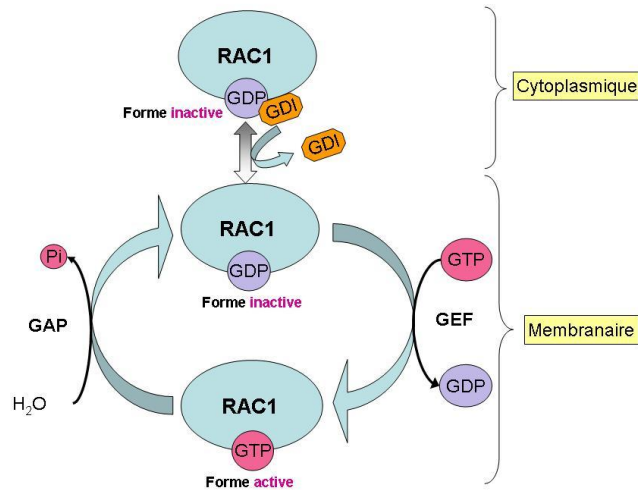 RAC1
GDP
GDI
Forme inactive
GDI
Cytoplasmique
RAC1
GDP
Forme inactive
Pi
GTP
GAP
GEF
Membranaire
GDP
H₂O
RAC1
GTP
Forme active